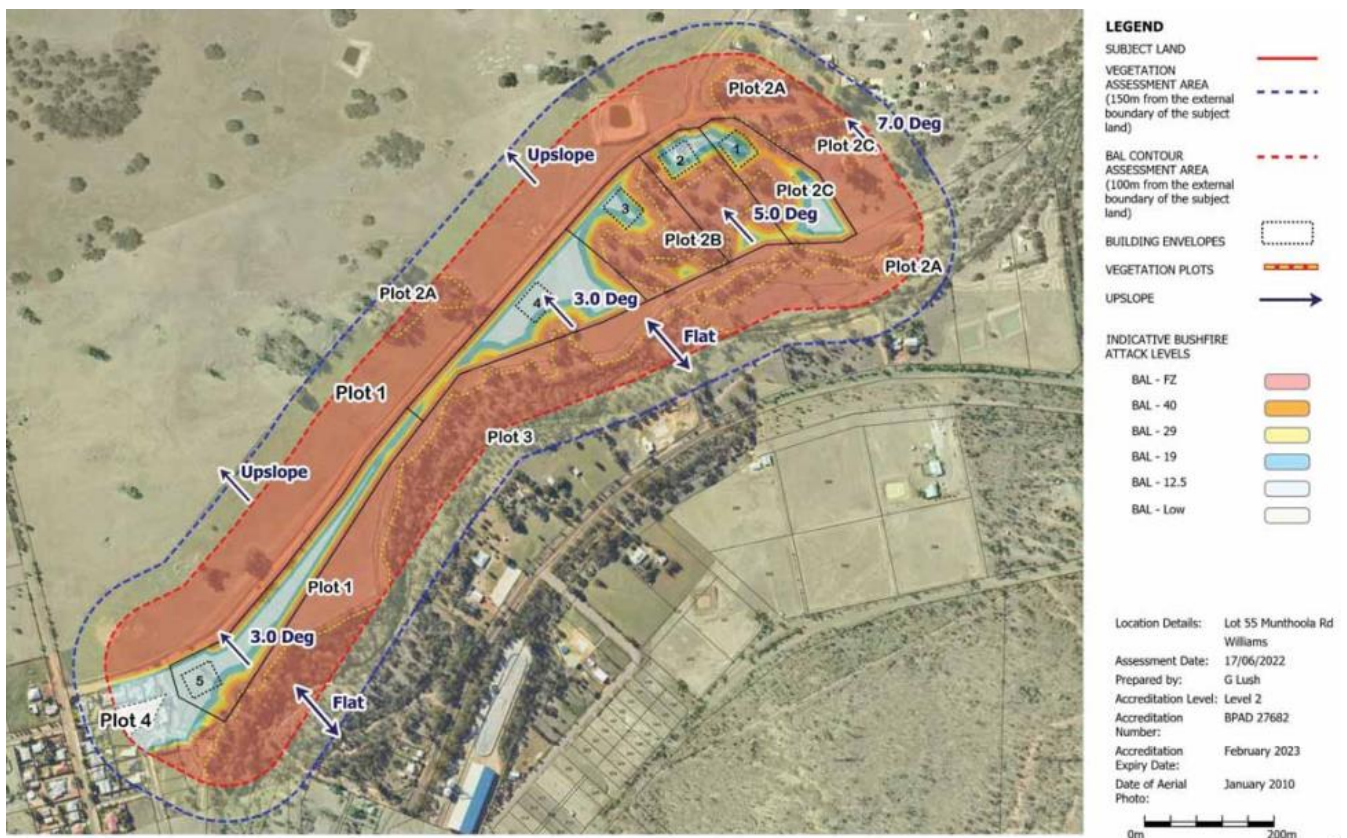 Plot 2A
7.0 Deg
Upslope
Plot 2C
2
1
Plot 2C
3
5.0 Deg
Plot 2B
Plot 2A
Plot 2A
3.0 Deg
4
Flat
Plot 1
Plot 3
Upslope
Plot 1
3.0 Deg
5
Flat
Plot 4
LEGEND
SUBJECT LAND
VEGETATION
ASSESSMENT AREA
(150m from the external
boundary of the subject
land)
BAL CONTOUR
ASSESSMENT AREA
(100m from the external
boundary of the subject
land)
BUILDING ENVELOPES
VEGETATION PLOTS
UPSLOPE
INDICATIVE BUSHFIRE
ATTACK LEVELS
BAL - FZ
BAL - 40
BAL - 29
BAL - 19
BAL - 12.5
BAL - Low
Location Details: Lot 55 Munthoola Rd
Williams
Assessment Date: 17/06/2022
Prepared by: G Lush
Accreditation Level: Level 2
Accreditation BPAD 27682
Number:
Accreditation February 2023
Expiry Date:
Date of Aerial January 2010
Photo:
0m 200m